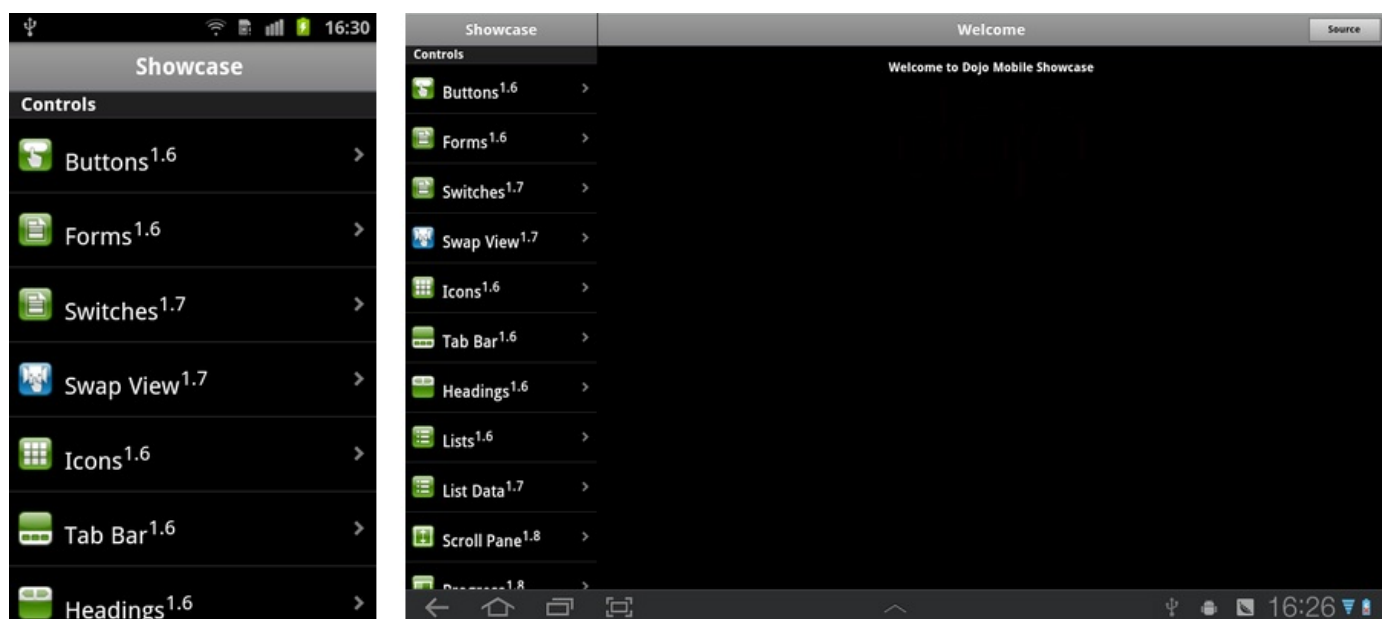 16:30
Showcase
Controls
Buttons1.6
Forms1.6
Switches1.7
Swap View1.7
Icons1.6
Tab Bar1.6
Headings1.6
Showcase
Welcome
Source
Controls
Welcome to Dojo Mobile Showcase
Buttons1.6
Forms1.6
Switches1.7
Swap View1.7
Icons1.6
Tab Bar1.6
Headings1.6
Lists1.6
List Data1.7
Scroll Pane1.8
Progress1.8
16:26